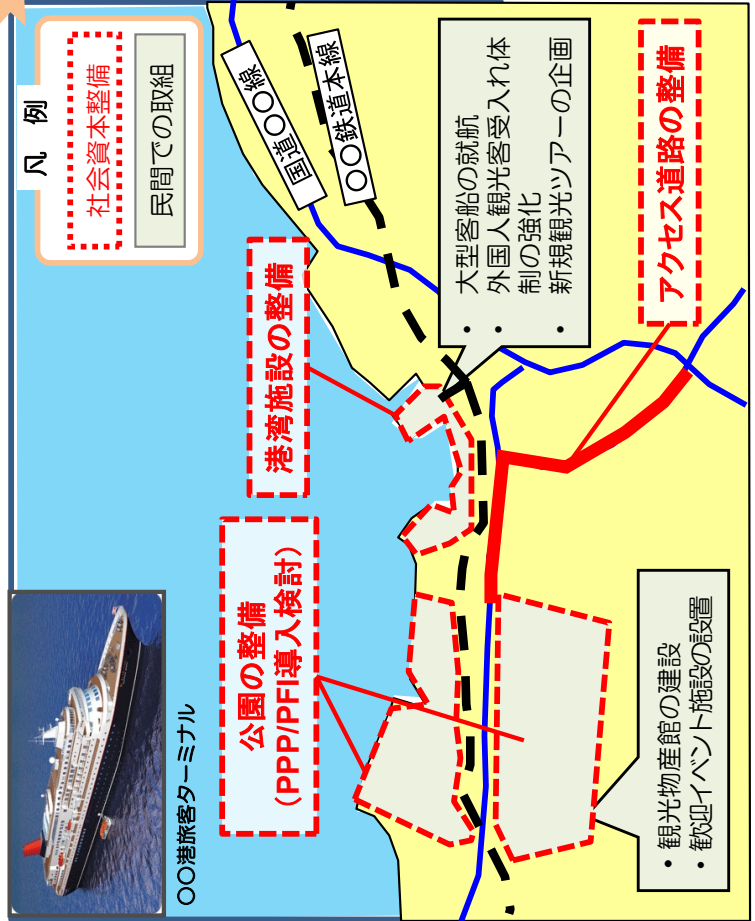 凡 例
社会資本整備
民間での取組
国道〇〇線
〇〇鉄道本線
〇〇港旅客ターミナル
港湾施設の整備
公園の整備
（PPP/PFI導入検討）
・ 大型客船の就航
・ 外国人観光客受入れ体
制の強化
・ 新規観光ツアーの企画
アクセス道路の整備
・ 観光物産館の建設
・ 歓迎イベント施設の設置